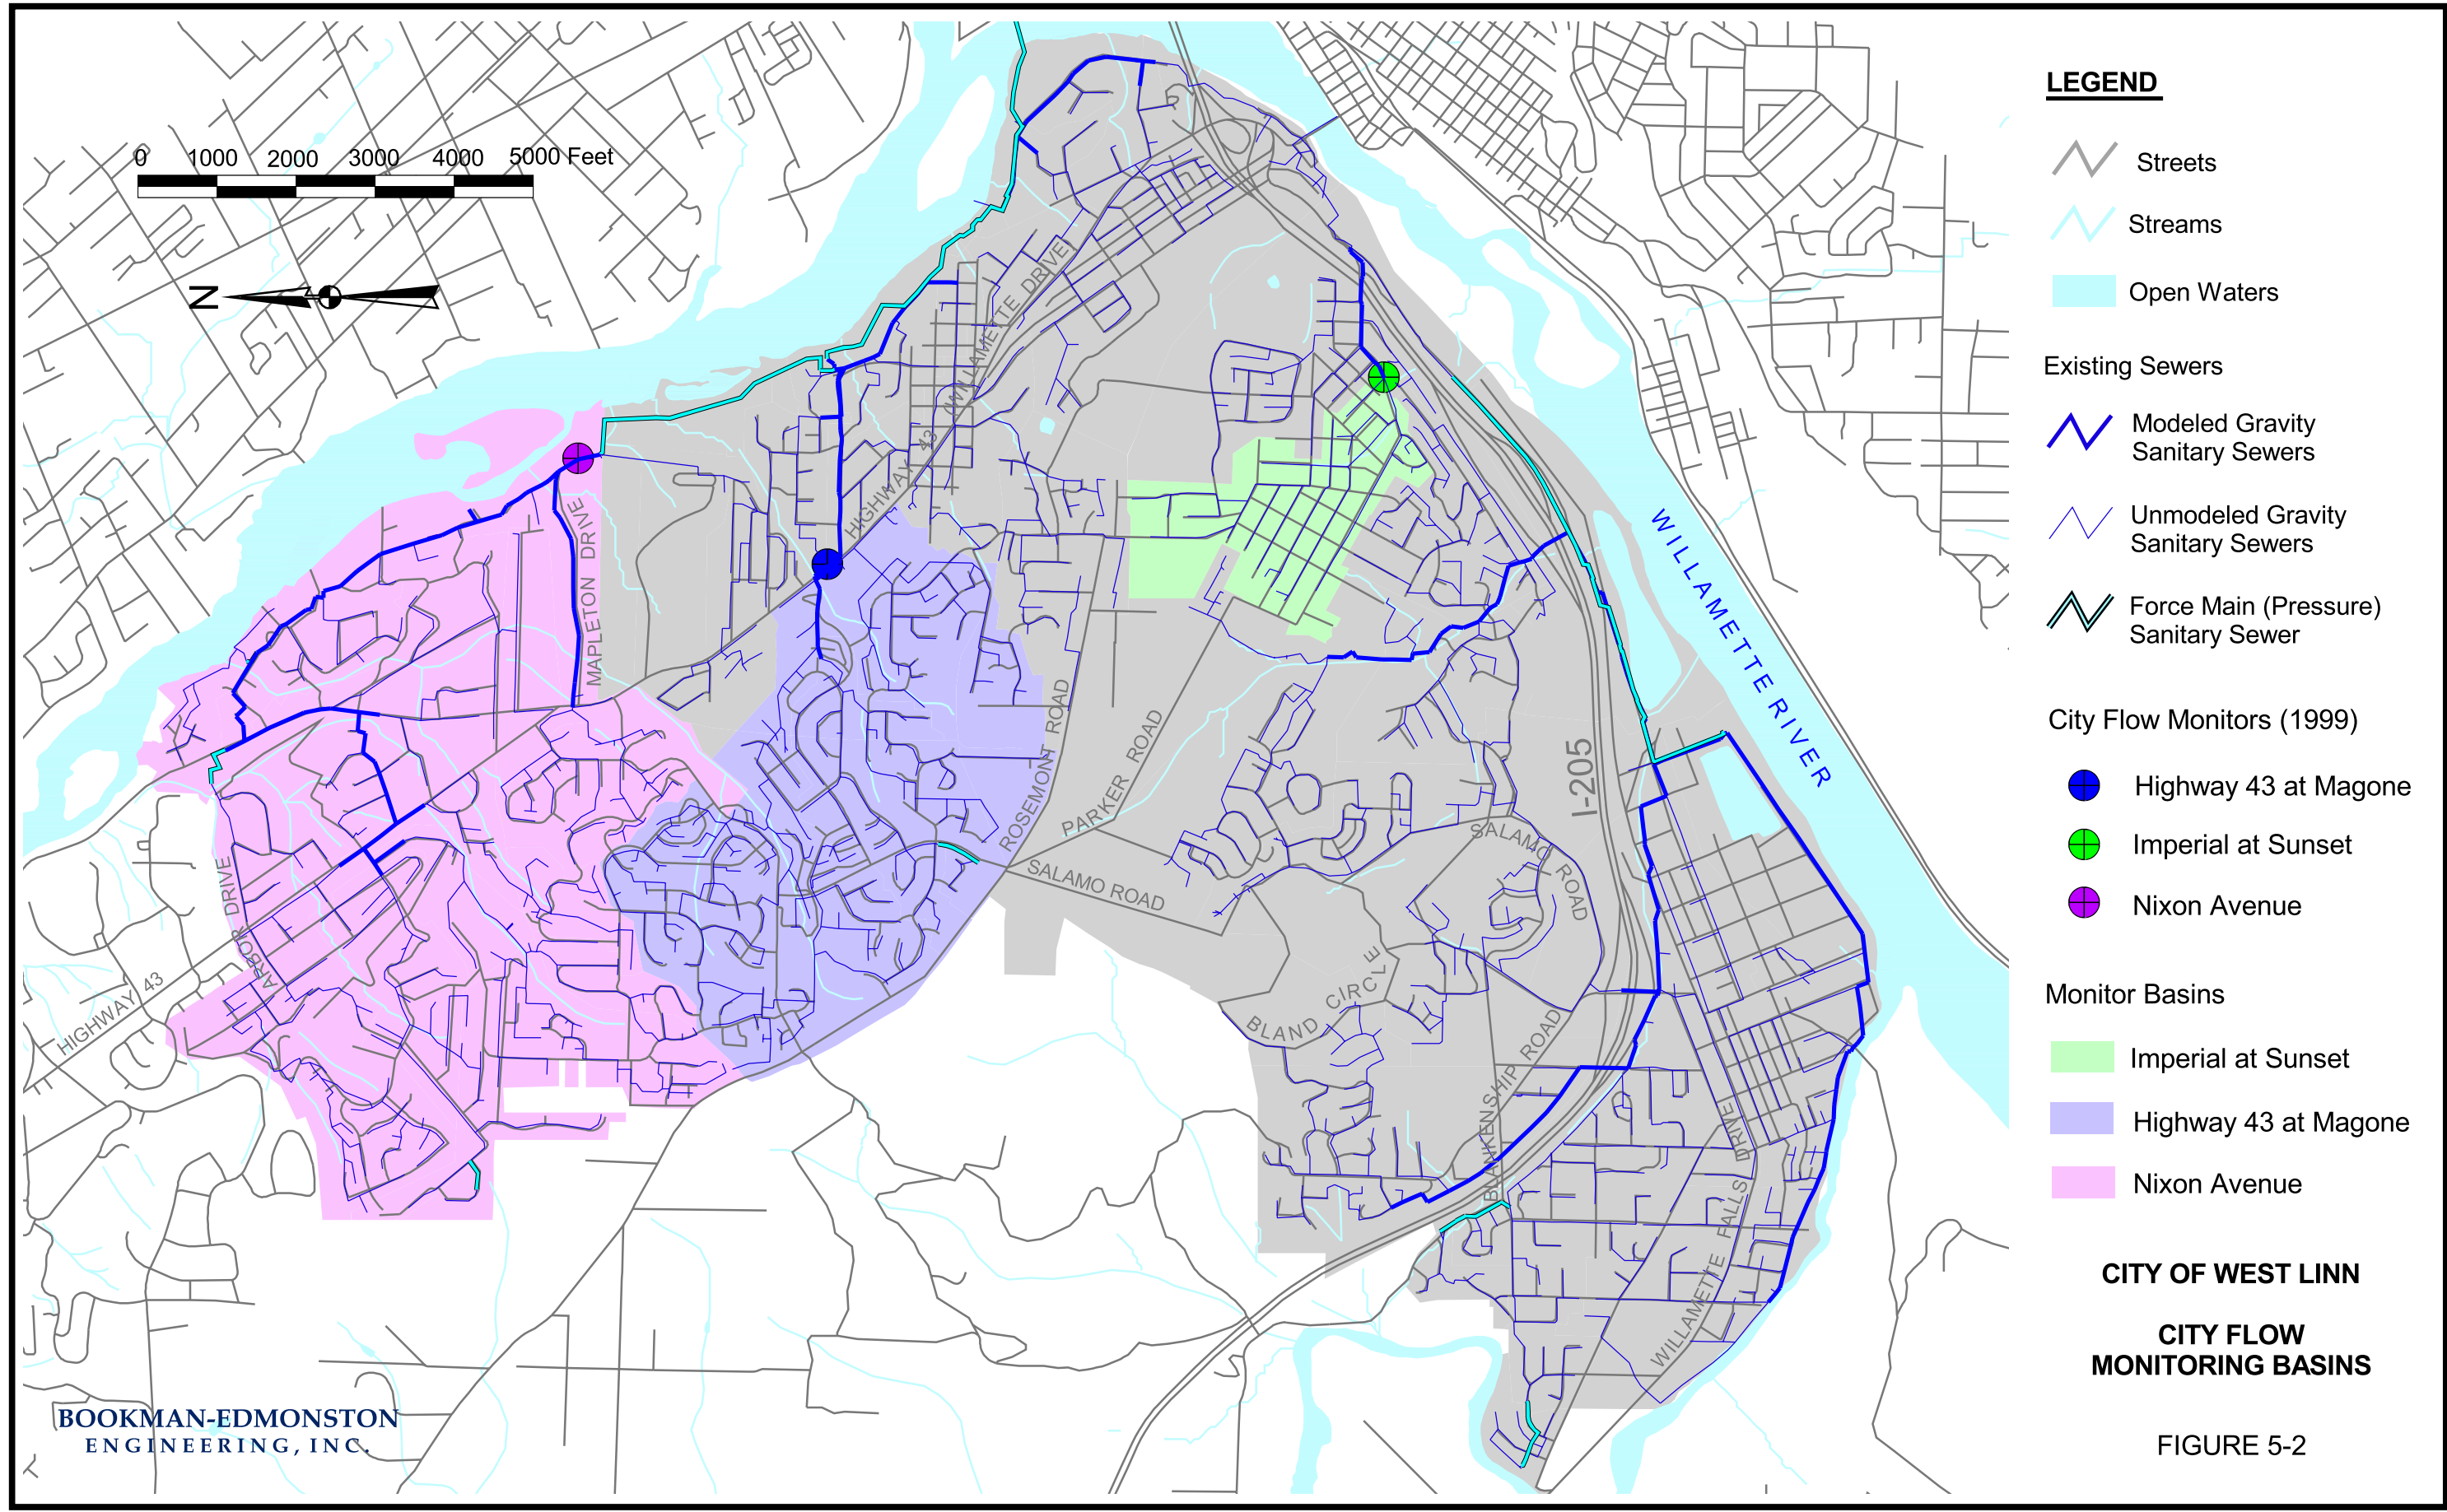 0 1000 2000 3000 4000 5000 Feet
N
(WILLAMETTE DRIVE)
HIGHWAY 43
MAPLETON DRIVE
ROSEMONT ROAD
PARKER ROAD
SALAMO ROAD
SALAMO ROAD
I-205
WILLAMETTE RIVER
ARBOR DRIVE
HIGHWAY 43
BLAND CIRCLE
BLANKENSHIP ROAD
WILLAMETTE FALLS DRIVE
BOOKMAN-EDMONSTON
ENGINEERING, INC.
LEGEND
Streets
Streams
Open Waters
Existing Sewers
Modeled Gravity
Sanitary Sewers
Unmodeled Gravity
Sanitary Sewers
Force Main (Pressure)
Sanitary Sewer
City Flow Monitors (1999)
Highway 43 at Magone
Imperial at Sunset
Nixon Avenue
Monitor Basins
Imperial at Sunset
Highway 43 at Magone
Nixon Avenue
CITY OF WEST LINN
CITY FLOW
MONITORING BASINS
FIGURE 5-2